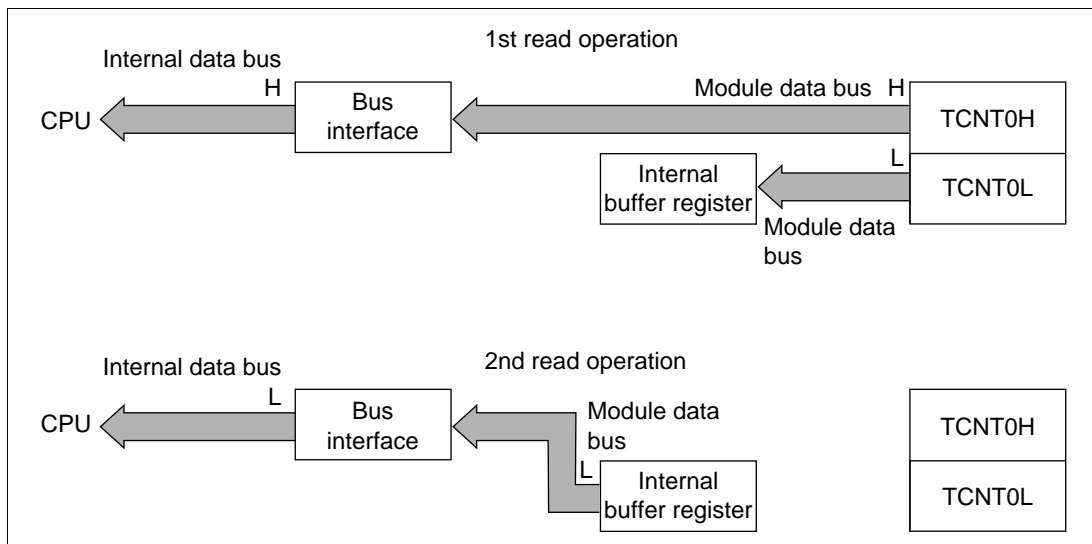 1st read operation
Internal data bus
H
Module data bus H
CPU
Bus
interface
TCNT0H
L
Internal
buffer register
TCNT0L
Module data
bus
2nd read operation
Internal data bus
L
CPU
Bus
interface
Module data
bus
TCNT0H
L
Internal
buffer register
TCNT0L